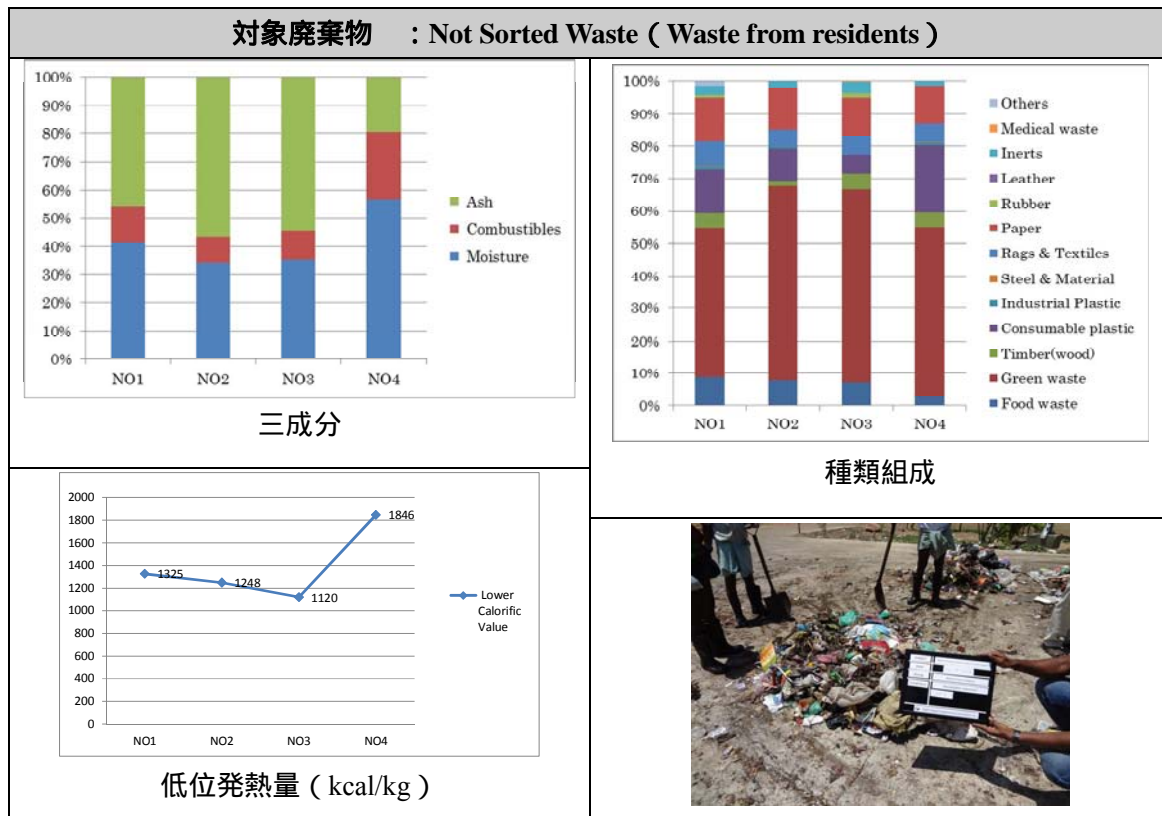 対象廃棄物 ：Not Sorted Waste（Waste from residents）
100%
90%
80%
70%
60%
50%
40%
30%
20%
10%
0%
NO1 NO2 NO3 NO4
Ash
Combustibles
Moisture
三成分
100%
90%
80%
70%
60%
50%
40%
30%
20%
10%
0%
NO1 NO2 NO3 NO4
Others
Medical waste
Inerts
Leather
Rubber
Paper
Rags & Textiles
Steel & Material
Industrial Plastic
Consumable plastic
Timber(wood)
Green waste
Food waste
種類組成
2000
1800
1600
1400
1200
1000
800
600
400
200
0
1325
1248
1120
1846
NO1 NO2 NO3 NO4
Lower
Calorific
Value
低位発熱量（kcal/kg）